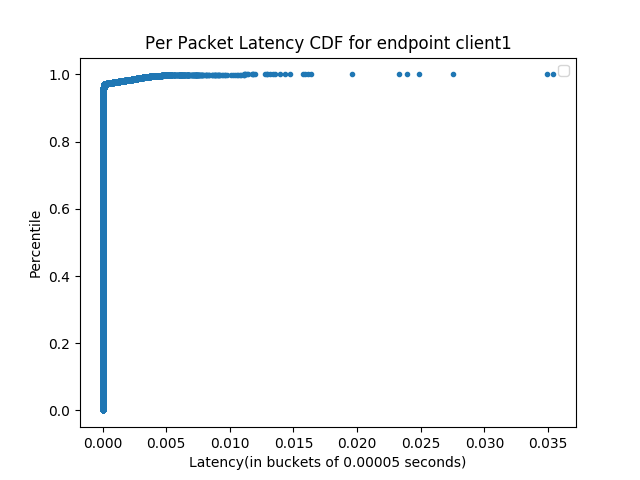 Per Packet Latency CDF for endpoint client1
1.0
0.8
0.6
0.4
0.2
0.0
Percentile
0.000 0.005 0.010 0.015 0.020 0.025 0.030 0.035
Latency(in buckets of 0.00005 seconds)